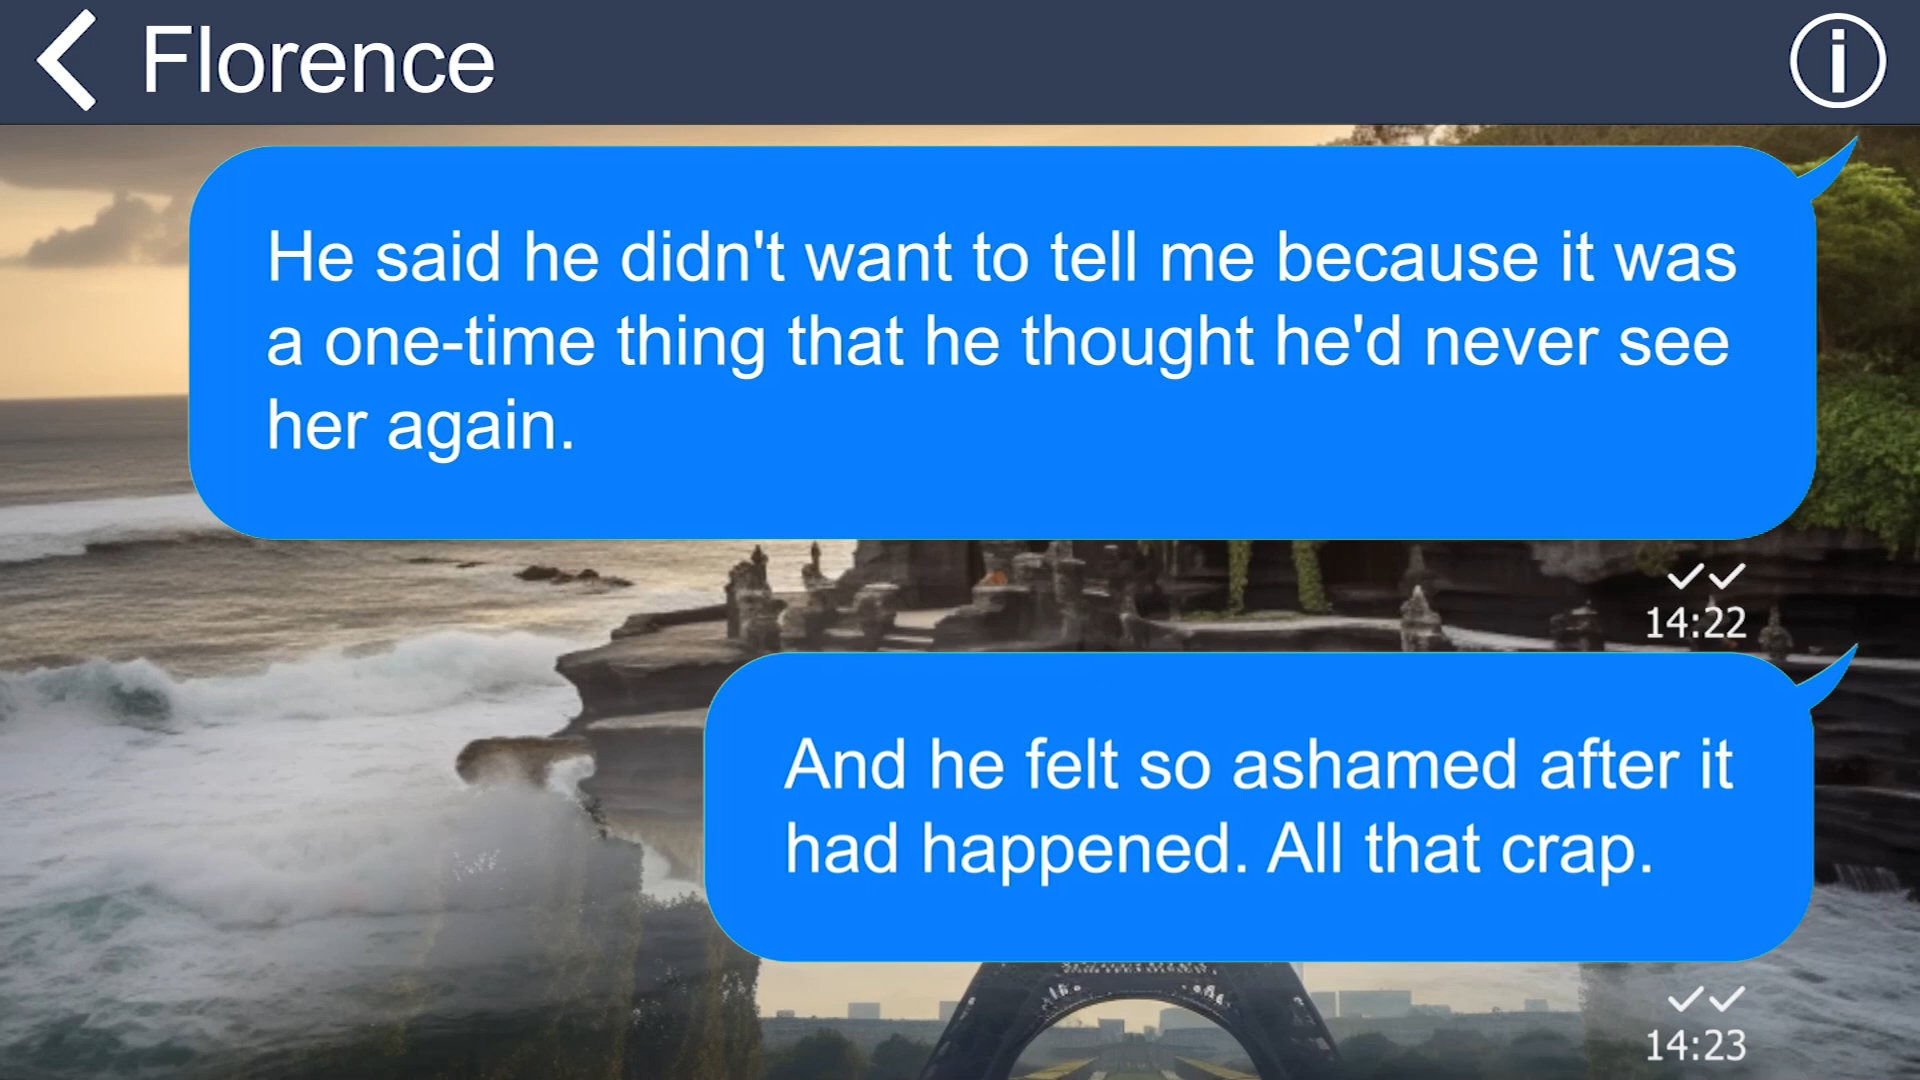 Florence
He said he didn't want to tell me because it was
a one-time thing that he thought he'd never see
her again.
14:22
And he felt so ashamed after it
had happened. All that crap.
14:23